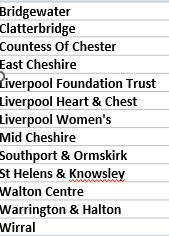 Bridgewater
Clatterbridge
Countess Of Chester
East Cheshire
Liverpool Foundation Trust
Liverpool Heart & Chest
Liverpool Women's
Mid Cheshire
Southport & Ormskirk
St Helens & Knowsley
Walton Centre
Warrington & Halton
Wirral